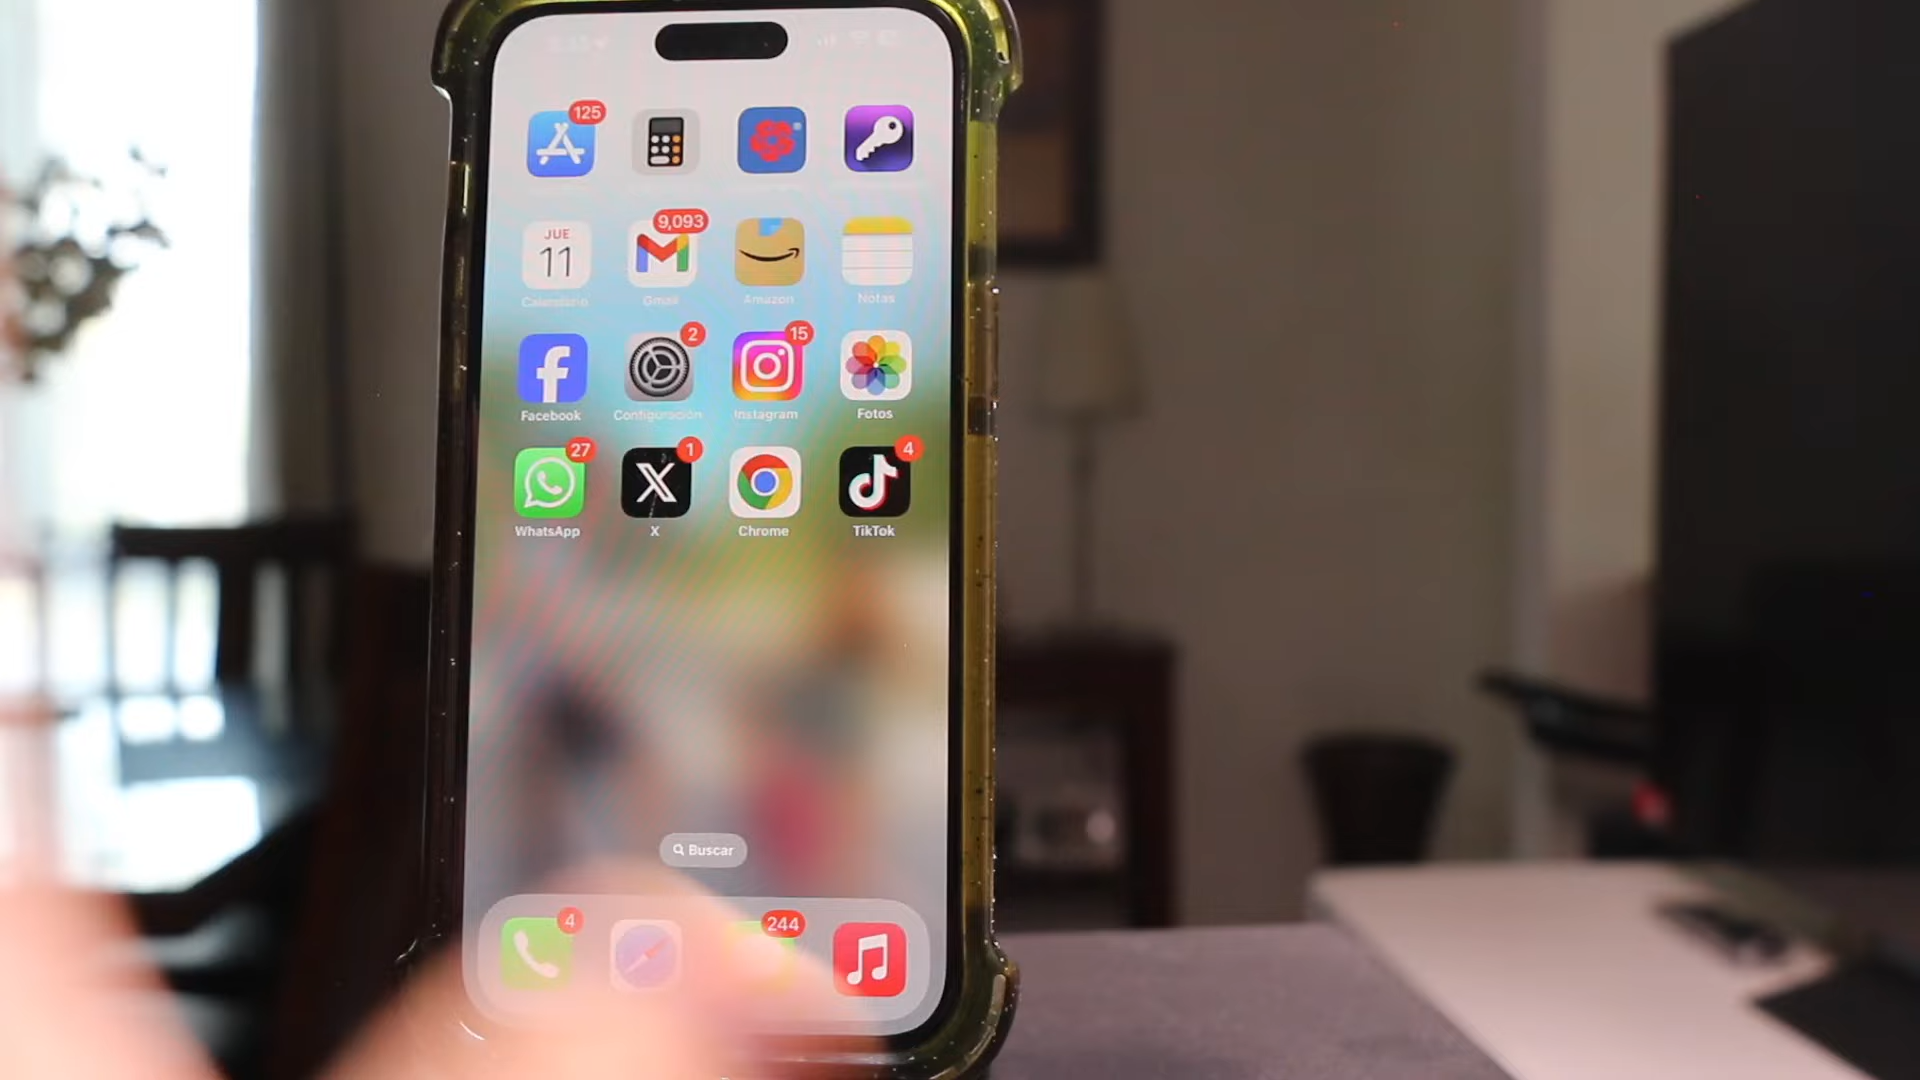 125
JUE
11
9,093
Calendario
Gmail
Amazon
Notas
2
15
Facebook
Configuración
Instagram
Fotos
27
1
4
WhatsApp
X
Chrome
TikTok
Buscar
4
244